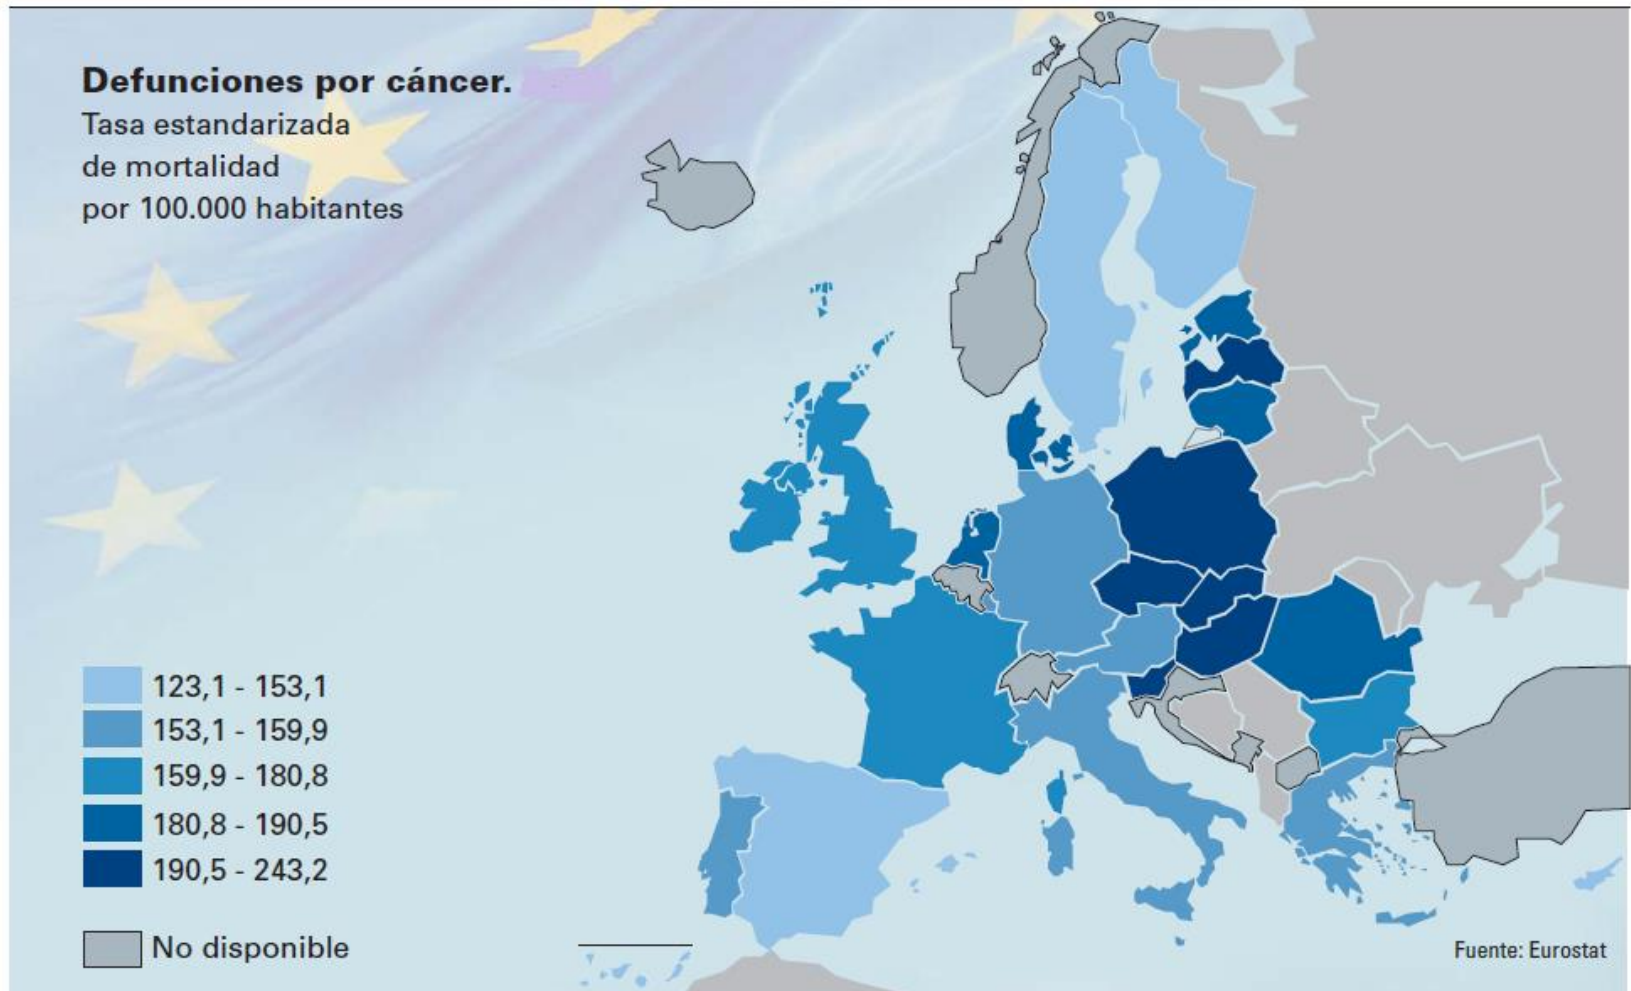 Defunciones por cáncer.
Tasa estandarizada
de mortalidad
por 100.000 habitantes
123,1 - 153,1
153,1 - 159,9
159,9 - 180,8
180,8 - 190,5
190,5 - 243,2
No disponible
Fuente: Eurostat